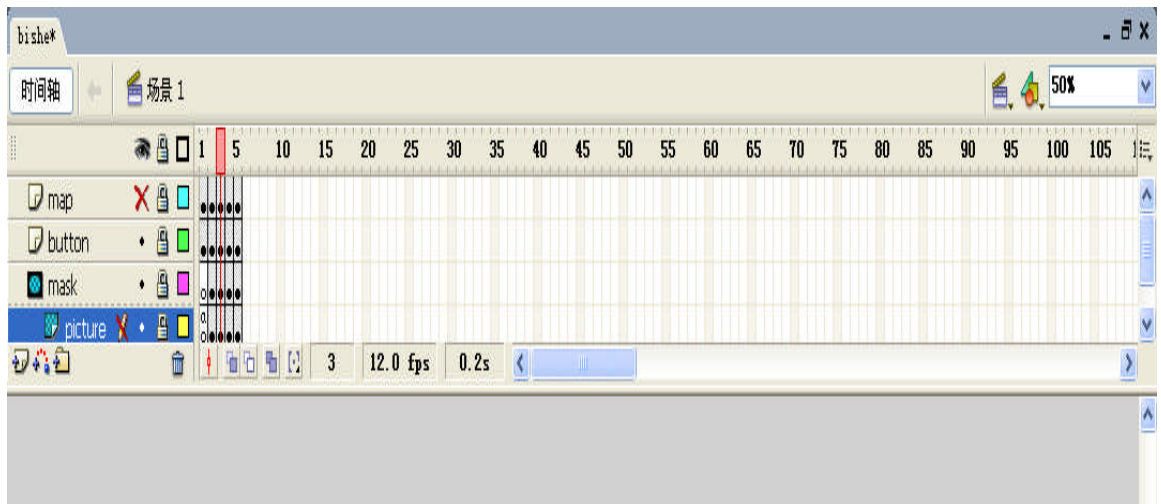 bishe*
时间轴 场景 1 50%
1 5 10 15 20 25 30 35 40 45 50 55 60 65 70 75 80 85 90 95 100 105 1
map
button
mask
a
picture
3 12.0 fps 0.2s